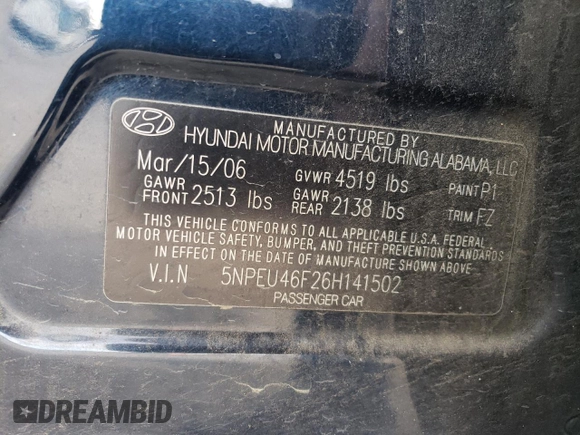 MANUFACTURED BY
HYUNDAI MOTOR MANUFACTURING ALABAMA, LLC
Mar/15/06 GVWR 4519 lbs PAINT P1
GAWR FRONT 2513 lbs GAWR REAR 2138 lbs TRIM FZ
THIS VEHICLE CONFORMS TO ALL APPLICABLE U.S.A. FEDERAL
MOTOR VEHICLE SAFETY, BUMPER, AND THEFT PREVENTION STANDARDS
IN EFFECT ON THE DATE OF MANUFACTURE SHOWN ABOVE
V.I.N 5NPEU46F26H141502
PASSENGER CAR
DREAMBID